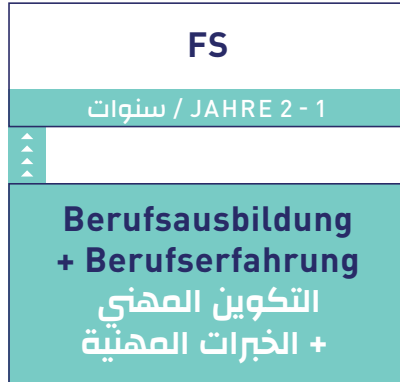 FS
سنوات / JAHRE 2 - 1
Berufsausbildung
+ Berufserfahrung
التكوين المهني
+ الخبرات المهنية